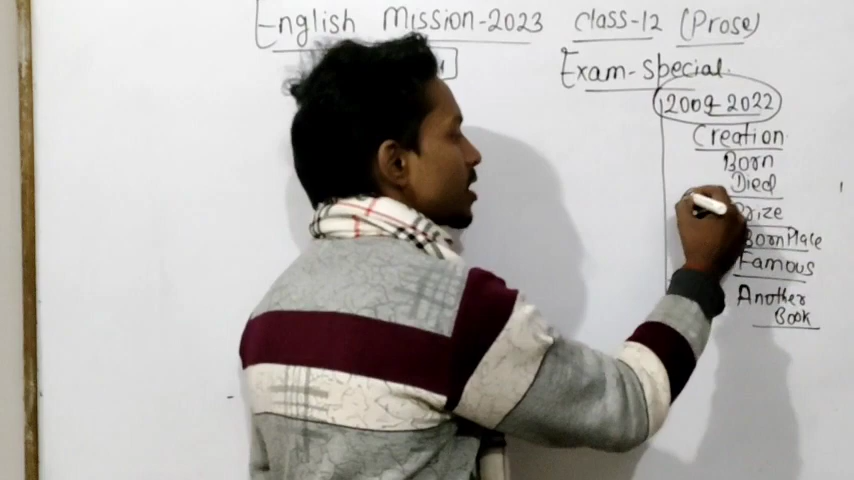 English Mission-2023 Class-12 (Prose)
Exam-special.
2009-2022
Creation
Born
Died
Prize
Born Place
Famous
Another
Book